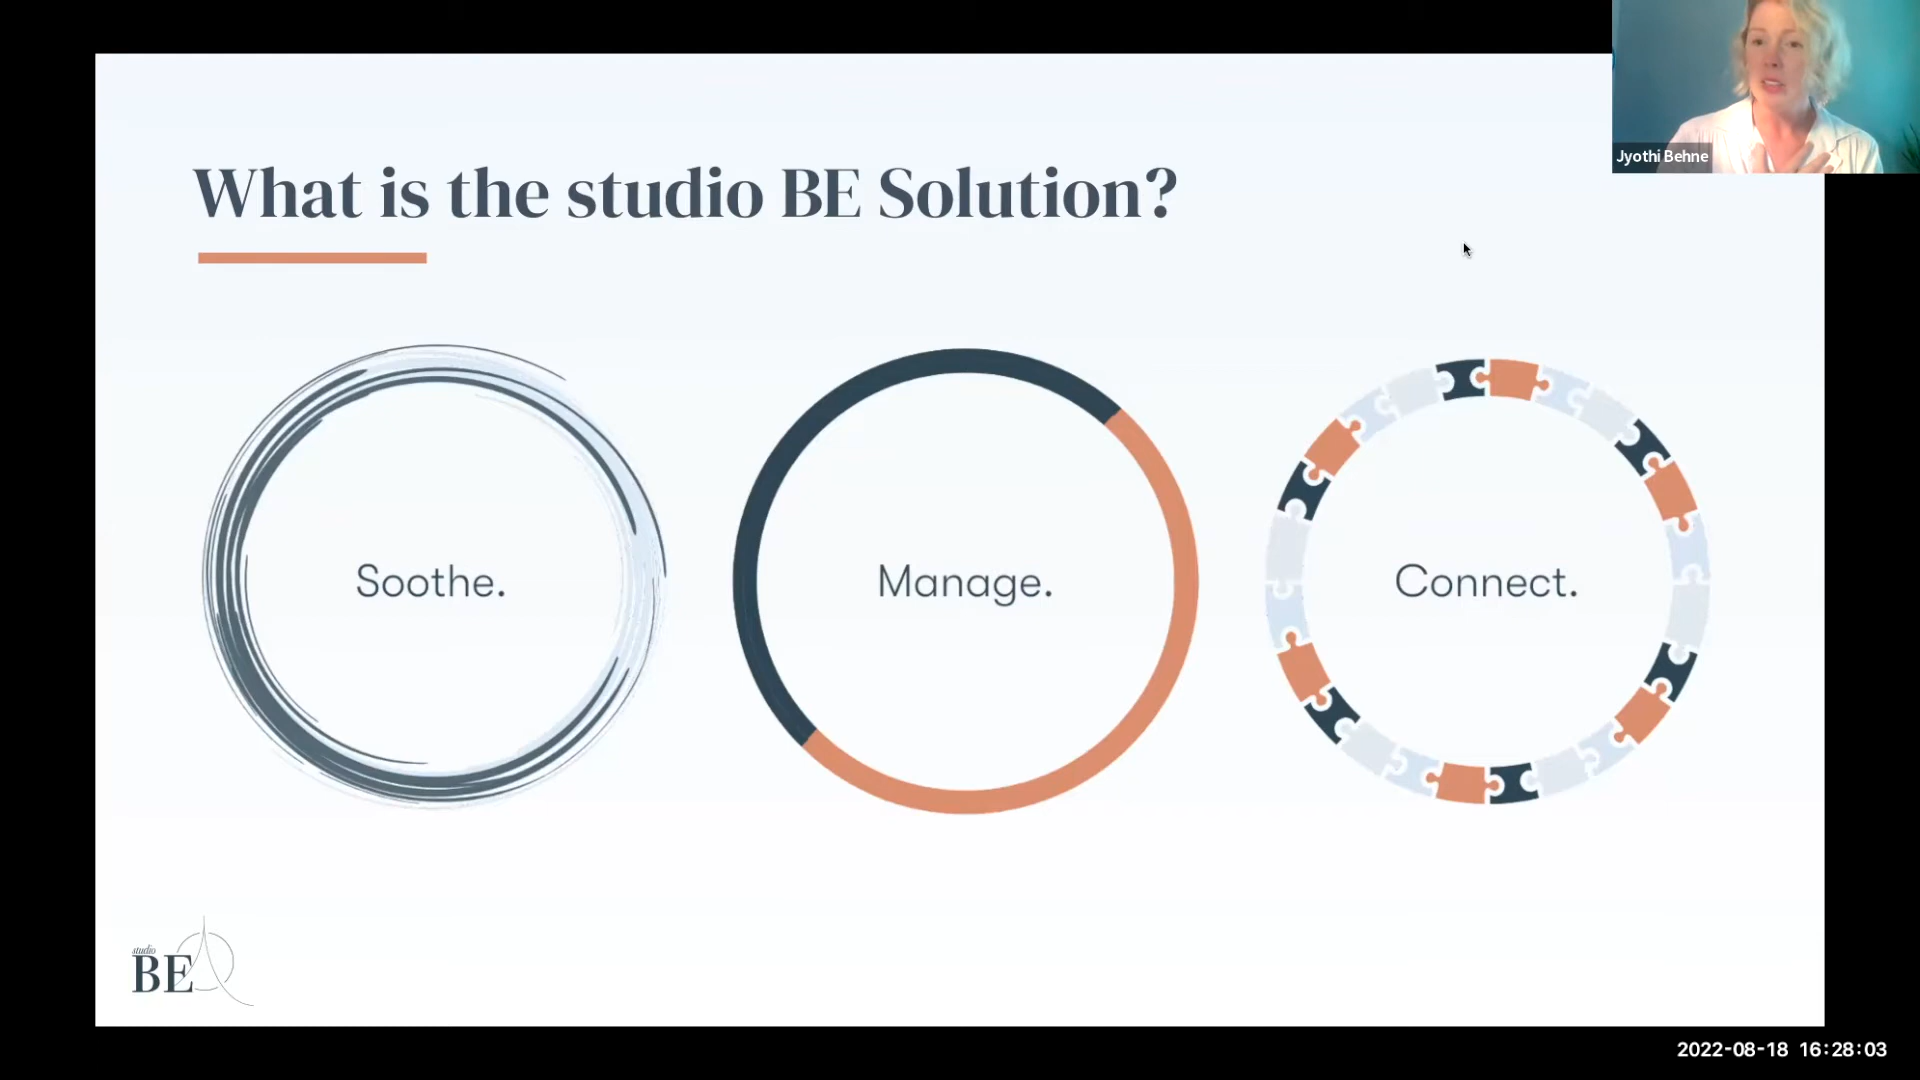 Jyothi Behne
What is the studio BE Solution?
Soothe.
Manage.
Connect.
studio
BE
2022-08-18 16:28:03